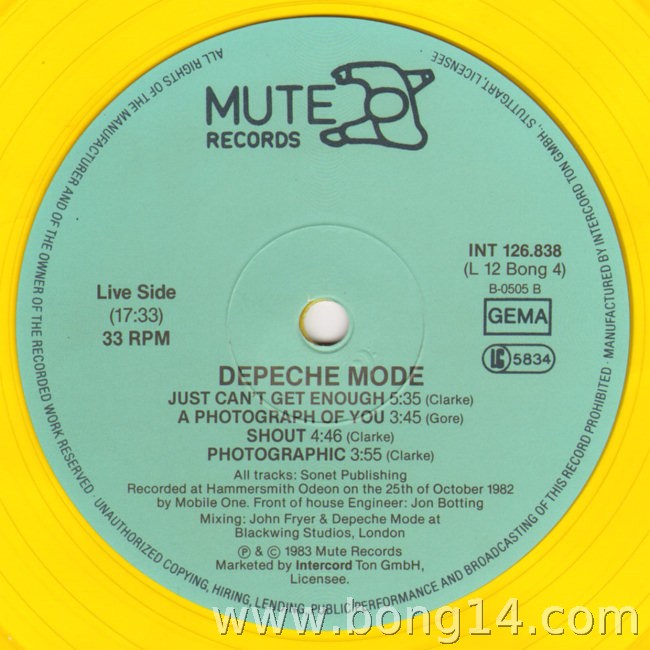 MUTE
RECORDS
Live Side
(17:33)
33 RPM
INT 126.838
(L 12 Bong 4)
B-0505 B
GEMA
LC 5834
DEPECHE MODE
JUST CAN'T GET ENOUGH 5:35 (Clarke)
A PHOTOGRAPH OF YOU 3:45 (Gore)
SHOUT 4:46 (Clarke)
PHOTOGRAPHIC 3:55 (Clarke)
All tracks: Sonet Publishing
Recorded at Hammersmith Odeon on the 25th of October 1982
by Mobile One. Front of house Engineer: Jon Botting
Mixing: John Fryer & Depeche Mode at
Blackwing Studios, London
Ⓟ & © 1983 Mute Records
Marketed by Intercord Ton GmbH,
Licensee.
ALL RIGHTS OF THE MANUFACTURER AND OF THE OWNER OF THE RECORDED WORK RESERVED · UNAUTHORIZED COPYING, HIRING, LENDING, PUBLIC PERFORMANCE AND BROADCASTING OF THIS RECORD PROHIBITED · MANUFACTURED BY INTERCORD TON GMBH, STUTTGART, LICENSEE
www.bong14.com